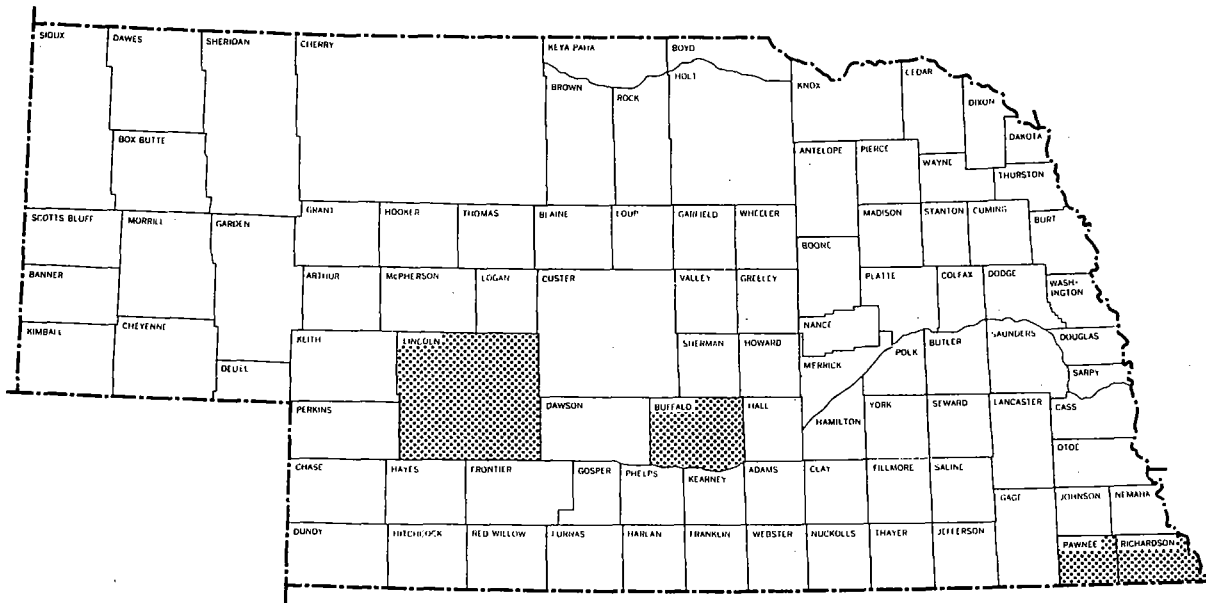 SIOUX
DAWES
SHERIDAN
CHERRY
KEYA PAHA
BOYD
HOLT
BROWN
ROCK
KNOX
CEDAR
DIXON
DAKOTA
BOX BUTTE
ANTELOPE
PIERCE
WAYNE
THURSTON
SCOTTS BLUFF
MORRILL
GARDEN
GRANT
HOOKER
THOMAS
BLAINE
LOUP
GARFIELD
WHEELER
MADISON
STANTON
CUMING
BURT
BOONE
BANNER
ARTHUR
McPHERSON
LOGAN
CUSTER
VALLEY
GREELEY
PLATTE
COLFAX
DODGE
WASH-
INGTON
KIMBALL
CHEYENNE
NANCE
KEITH
LINCOLN
SHERMAN
HOWARD
MERRICK
POLK
BUTLER
SAUNDERS
DOUGLAS
SARPY
DEUEL
PERKINS
DAWSON
BUFFALO
HALL
HAMILTON
YORK
SEWARD
LANCASTER
CASS
OTOE
CHASE
HAYES
FRONTIER
GOSPER
PHELPS
KEARNEY
ADAMS
CLAY
FILLMORE
SALINE
GAGE
JOHNSON
NEMAHA
DUNDY
HITCHCOCK
RED WILLOW
FURNAS
HARLAN
FRANKLIN
WEBSTER
NUCKOLLS
THAYER
JEFFERSON
PAWNEE
RICHARDSON